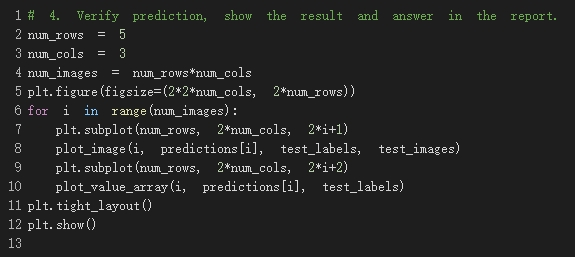 1 # 4. Verify prediction, show the result and answer in the report.
2 num_rows = 5
3 num_cols = 3
4 num_images = num_rows*num_cols
5 plt.figure(figsize=(2*2*num_cols, 2*num_rows))
6 for i in range(num_images):
7     plt.subplot(num_rows, 2*num_cols, 2*i+1)
8     plot_image(i, predictions[i], test_labels, test_images)
9     plt.subplot(num_rows, 2*num_cols, 2*i+2)
10     plot_value_array(i, predictions[i], test_labels)
11 plt.tight_layout()
12 plt.show()
13